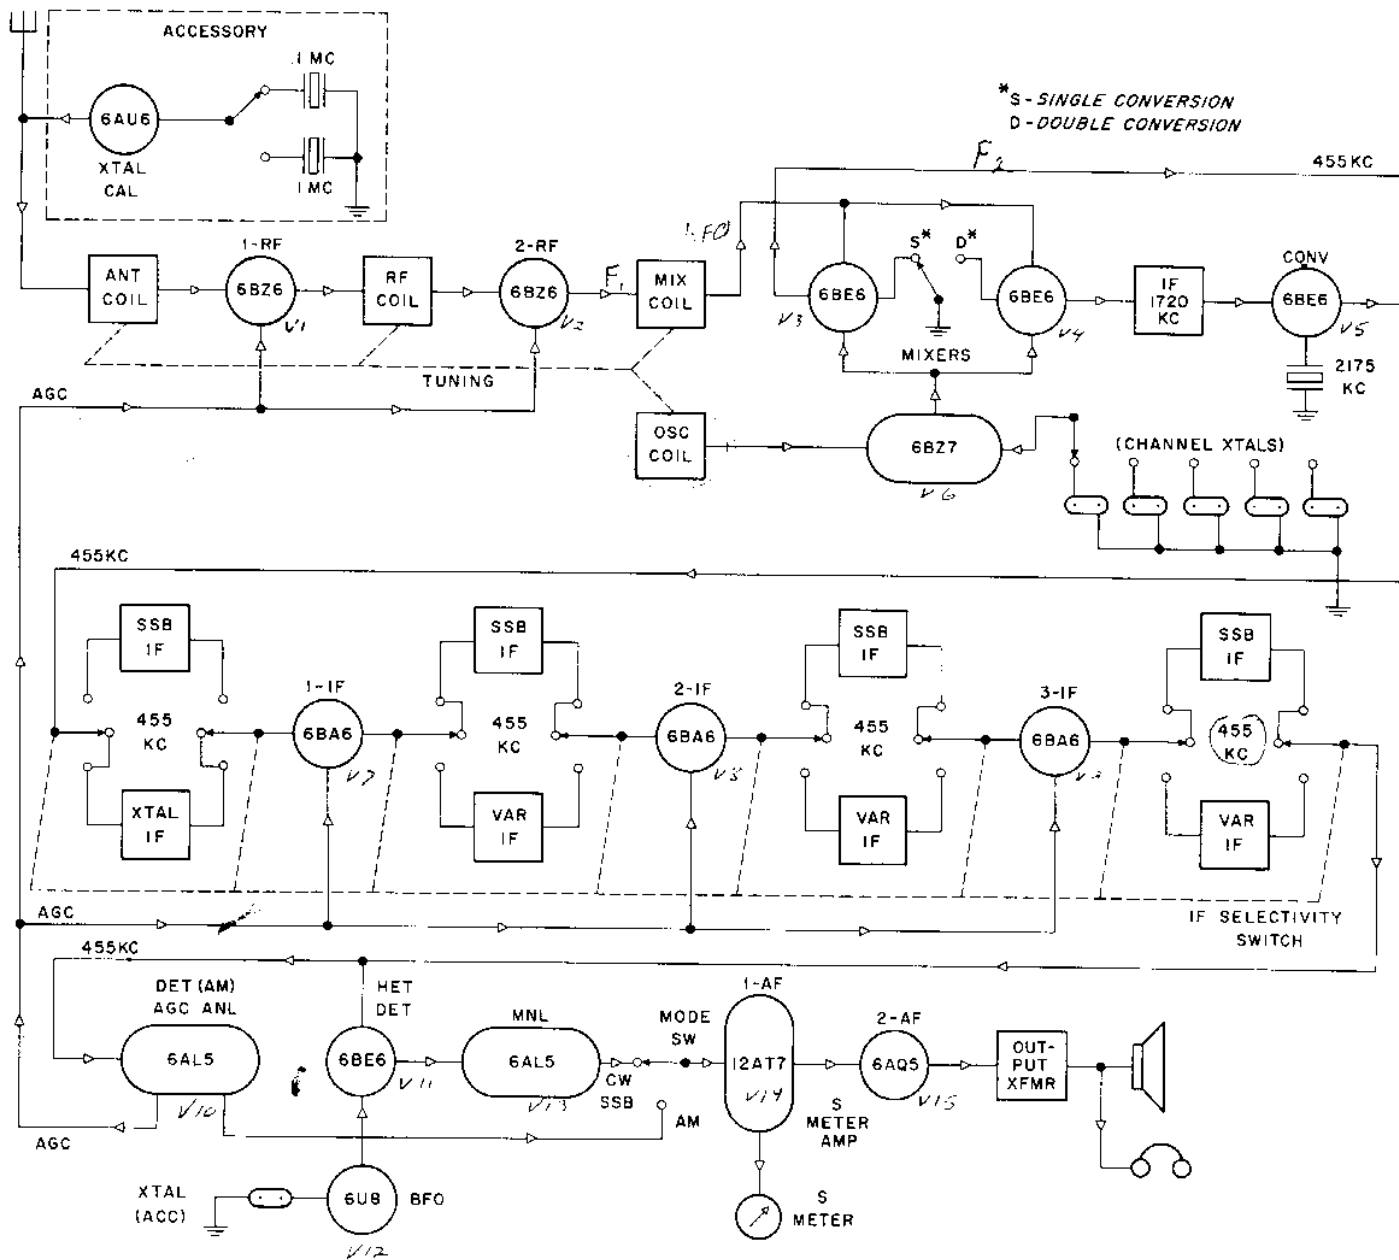 ACCESSORY
.1 MC
6AU6
XTAL
CAL
1 MC
*S - SINGLE CONVERSION
D - DOUBLE CONVERSION
F2
455KC
1-RF
2-RF
S*
D*
CONV
ANT
COIL
6BZ6
V1
RF
COIL
6BZ6
V2
F1
MIX
COIL
6BE6
V3
6BE6
V4
IF
1720
KC
6BE6
V5
MIXERS
TUNING
2175
KC
AGC
OSC
COIL
6BZ7
V6
(CHANNEL XTALS)
455KC
SSB
IF
SSB
IF
SSB
IF
SSB
IF
1-IF
2-IF
3-IF
455
KC
6BA6
V7
455
KC
6BA6
V8
455
KC
6BA6
455
KC
XTAL
IF
VAR
IF
VAR
IF
VAR
IF
AGC
IF SELECTIVITY
SWITCH
455KC
DET (AM)
AGC ANL
HET
DET
MNL
MODE
SW
1-AF
2-AF
6AL5
V10
6BE6
V11
6AL5
V13
CW
SSB
12AT7
V14
6AQ5
V15
OUT-
PUT
XFMR
AGC
AM
S
METER
AMP
XTAL
(ACC)
6U8
V12
BFO
S
METER